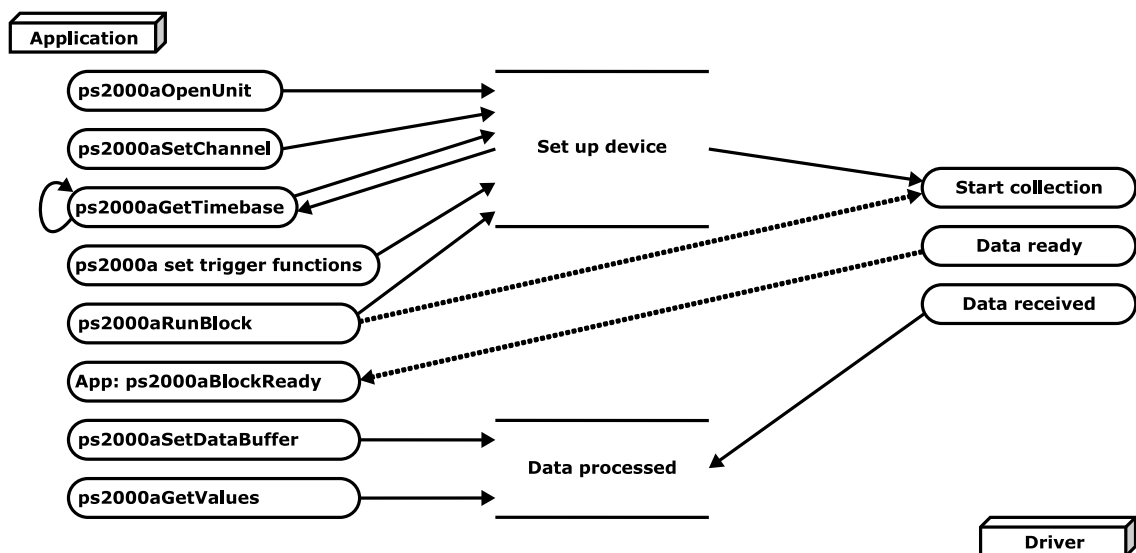 Application
ps2000aOpenUnit
ps2000aSetChannel
Set up device
ps2000aGetTimebase
Start collection
ps2000a set trigger functions
Data ready
ps2000aRunBlock
Data received
App: ps2000aBlockReady
ps2000aSetDataBuffer
Data processed
ps2000aGetValues
Driver